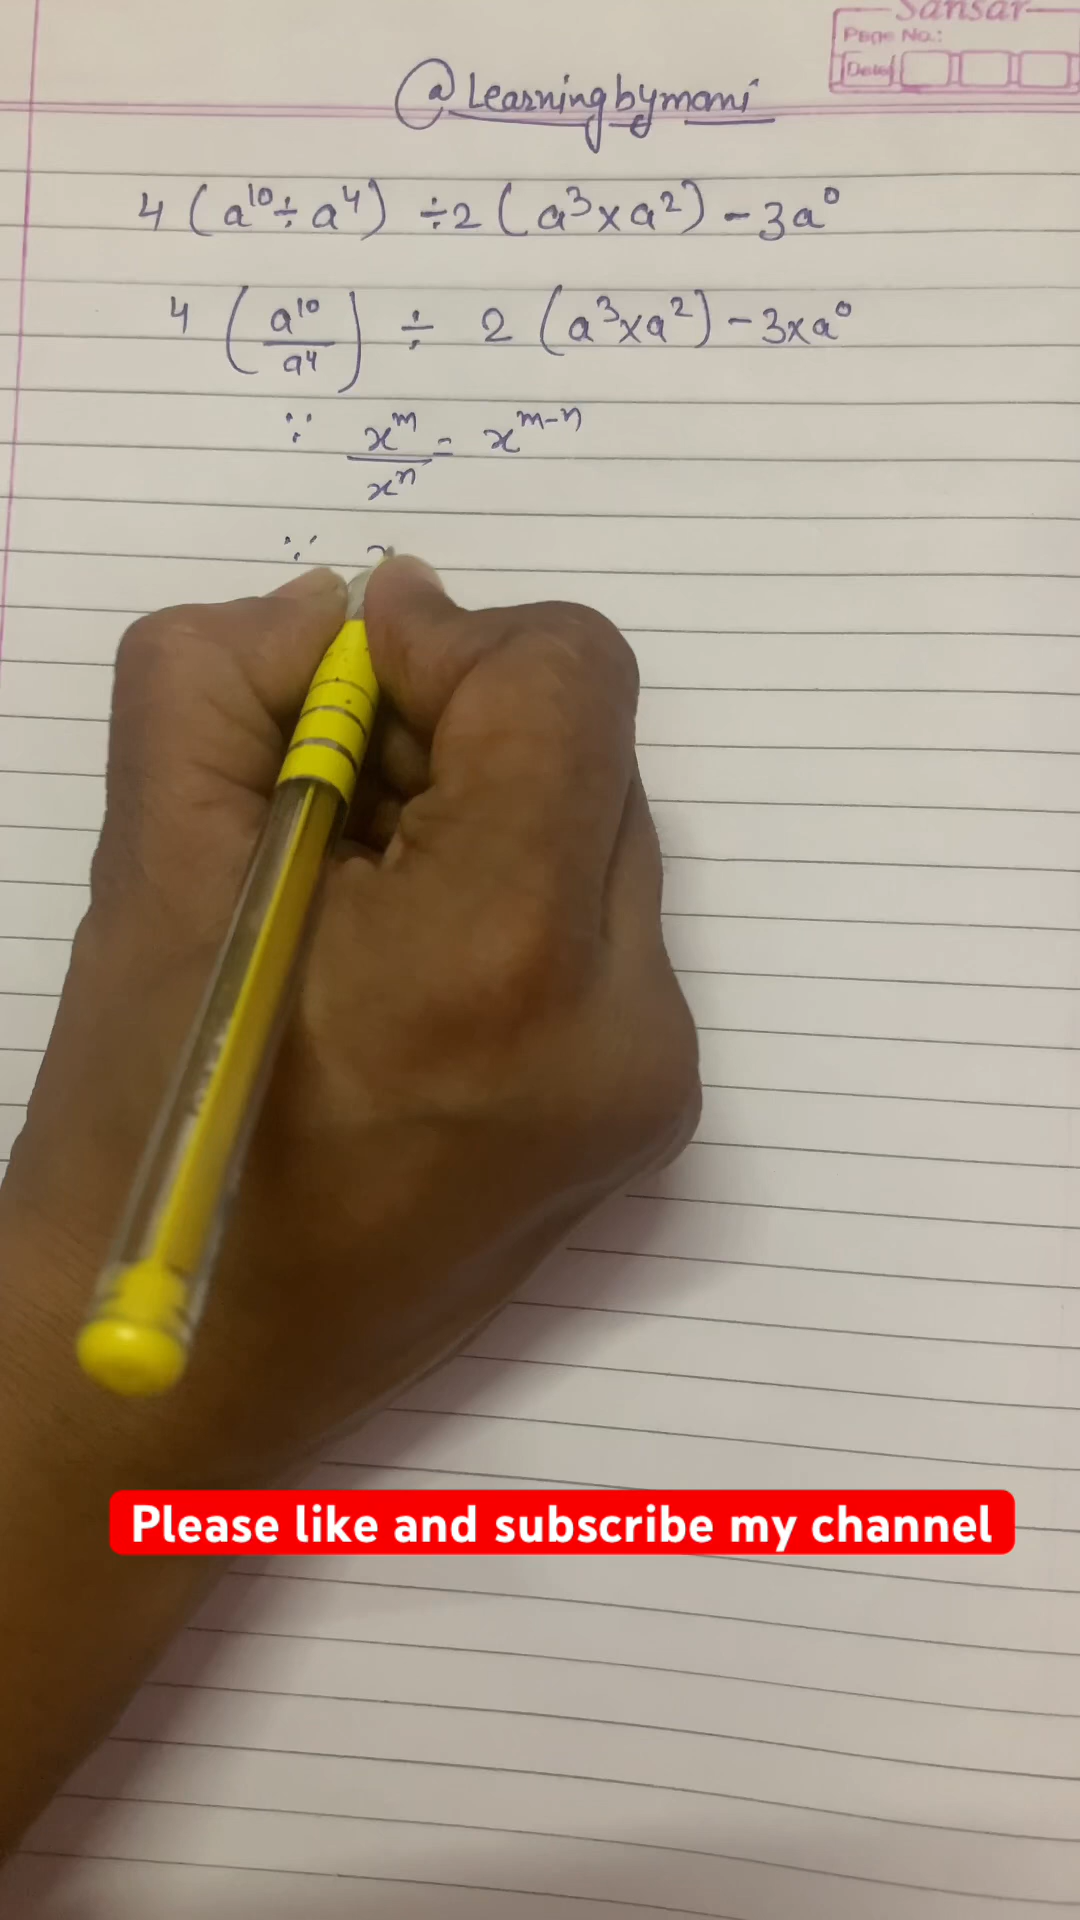 Sansar
Page No.:
Date
@Learningbymani
4 (a¹⁰ ÷ a⁴) ÷ 2 (a³ × a²) - 3a⁰
4 (a¹⁰/a⁴) ÷ 2 (a³ × a²) - 3 × a⁰
∵ xᵐ/xⁿ = xᵐ⁻ⁿ
∵
Please like and subscribe my channel